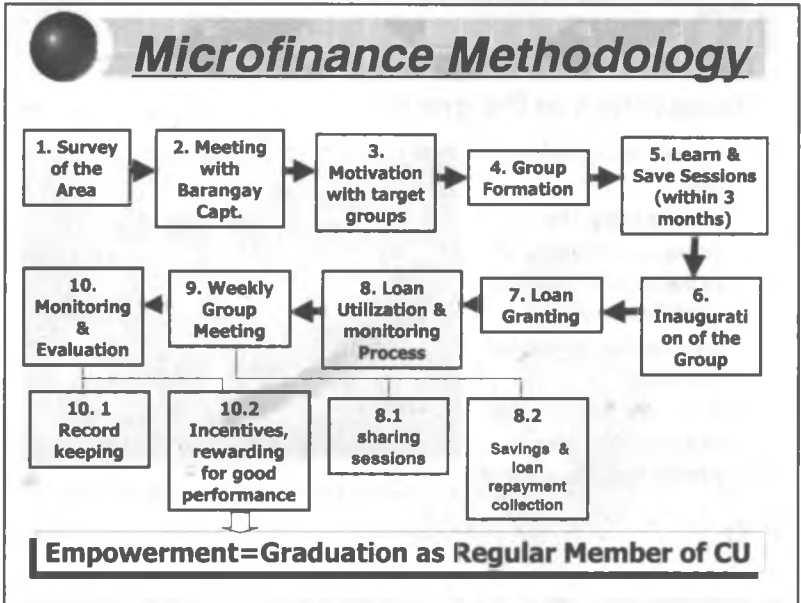 Microfinance Methodology
1. Survey
of the
Area
2. Meeting
with
Barangay
Capt.
3.
Motivation
with target
groups
4. Group
Formation
5. Learn &
Save Sessions
(within 3
months)
6.
Inaugurati
on of the
Group
7. Loan
Granting
8. Loan
Utilization &
monitoring
Process
9. Weekly
Group
Meeting
10.
Monitoring
&
Evaluation
10. 1
Record
keeping
10.2
Incentives,
rewarding
for good
performance
8.1
sharing
sessions
8.2
Savings &
loan
repayment
collection
Empowerment=Graduation as Regular Member of CU